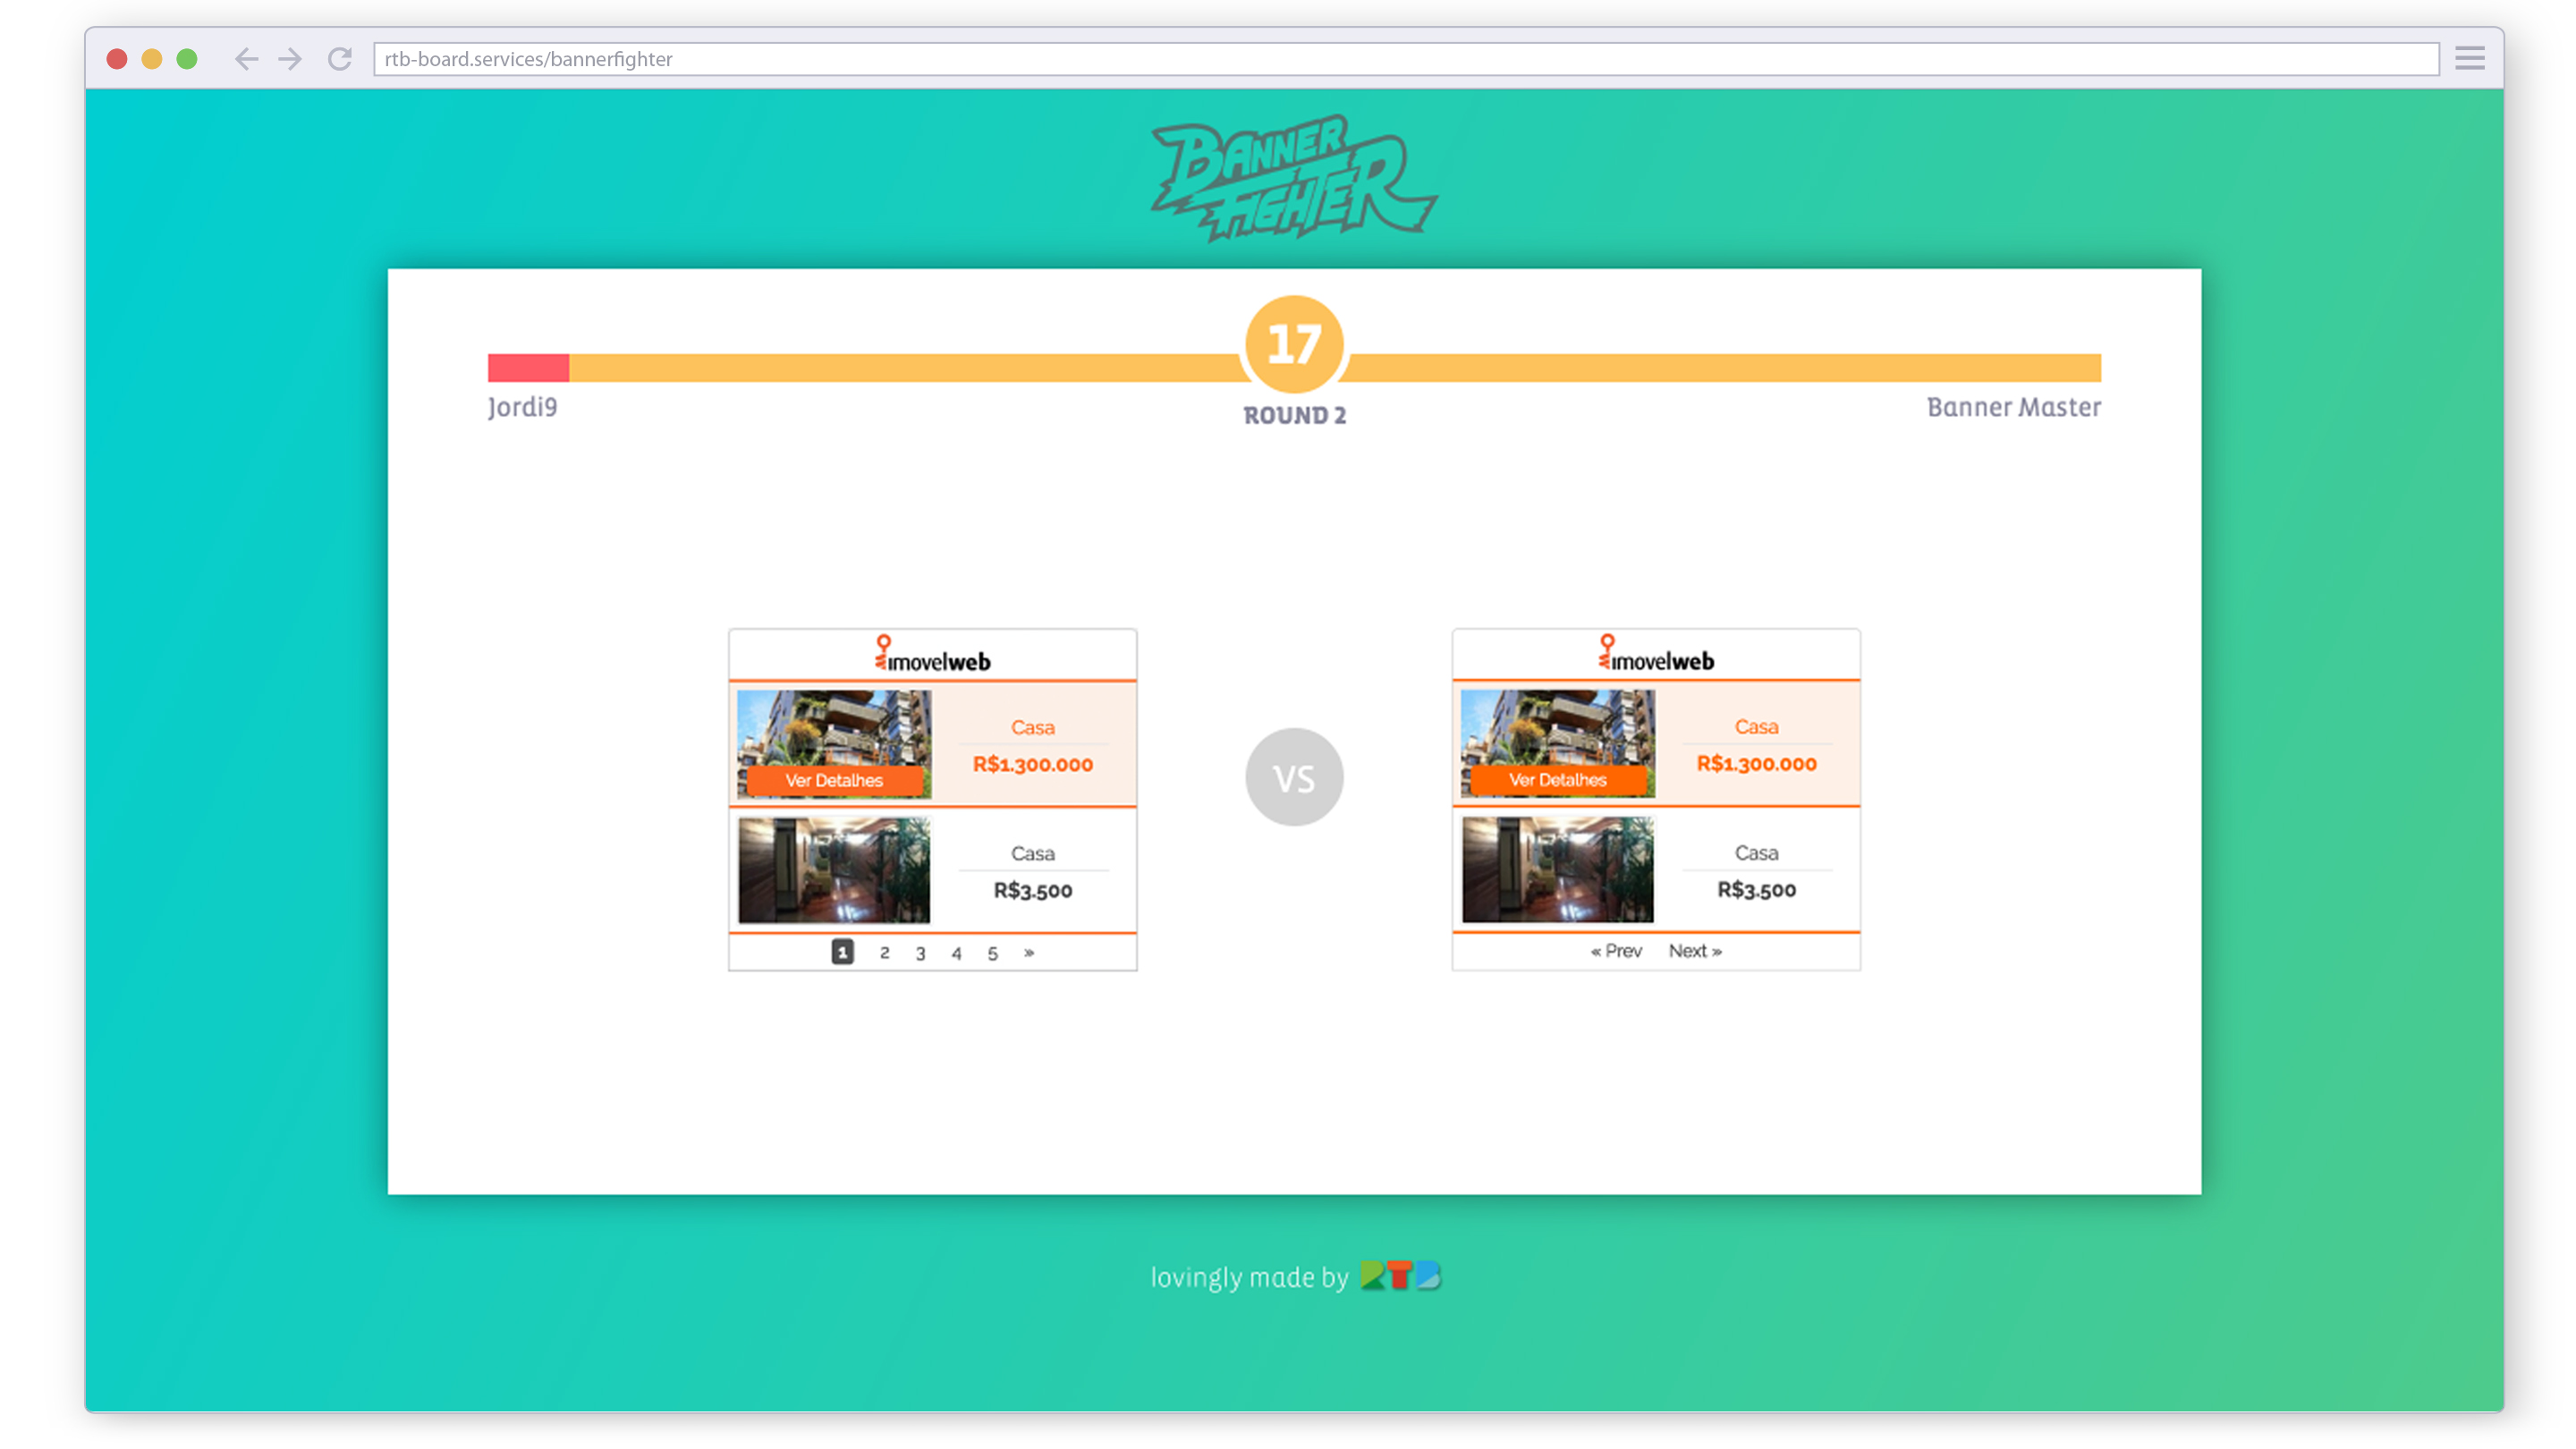 rtb-board.services/bannerfighter
BANNER
FIGHTER
17
Jordi9
ROUND 2
Banner Master
imovelweb
Casa
R$1.300.000
Ver Detalhes
Casa
R$3.500
1 2 3 4 5 »
VS
imovelweb
Casa
R$1.300.000
Ver Detalhes
Casa
R$3.500
« Prev Next »
lovingly made by RTB